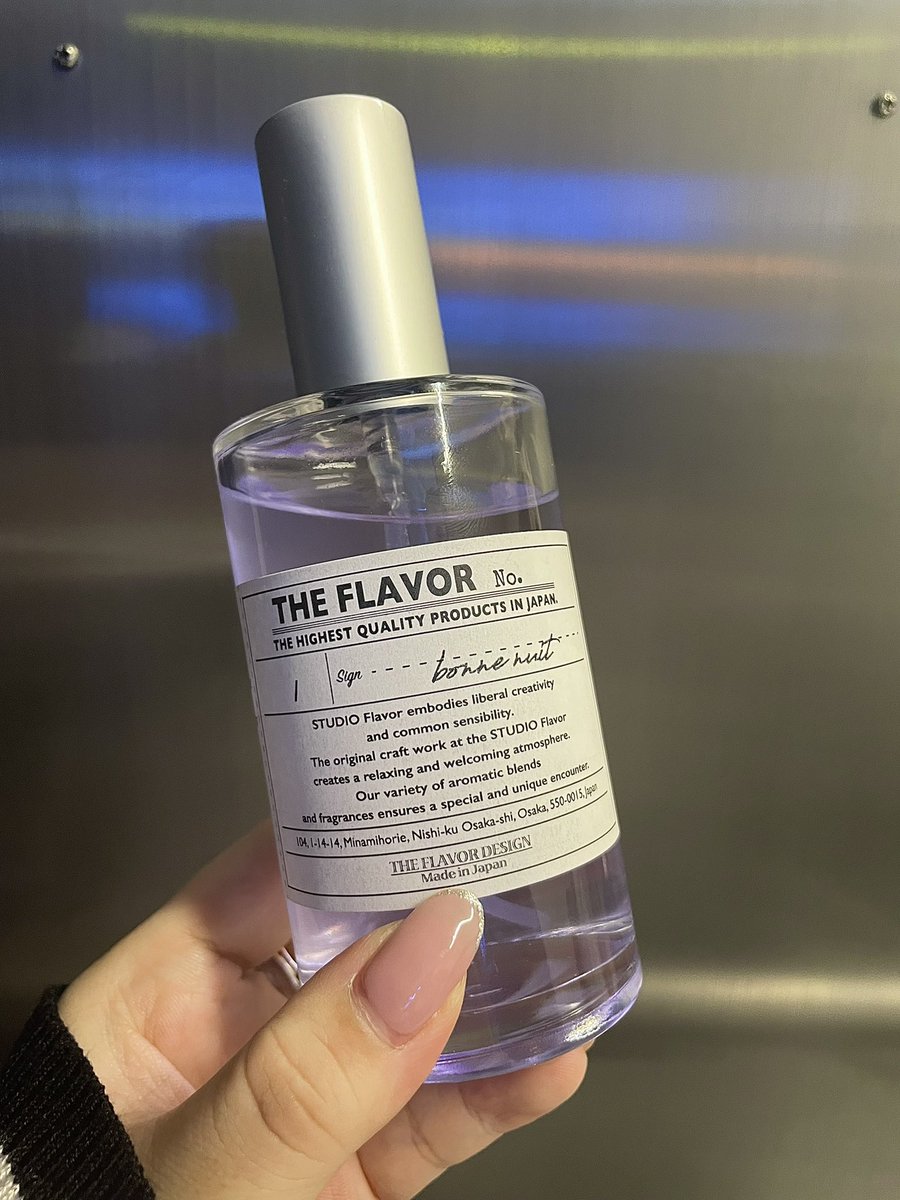 THE FLAVOR No.
THE HIGHEST QUALITY PRODUCTS IN JAPAN.
1 Sign bonne nuit
STUDIO Flavor embodies liberal creativity
and common sensibility.
The original craft work at the STUDIO Flavor
creates a relaxing and welcoming atmosphere.
Our variety of aromatic blends
and fragrances ensures a special and unique encounter.
104, 1-14-14, Minamihorie, Nishi-ku Osaka-shi, Osaka, 550-0015, Japan
THE FLAVOR DESIGN
Made in Japan